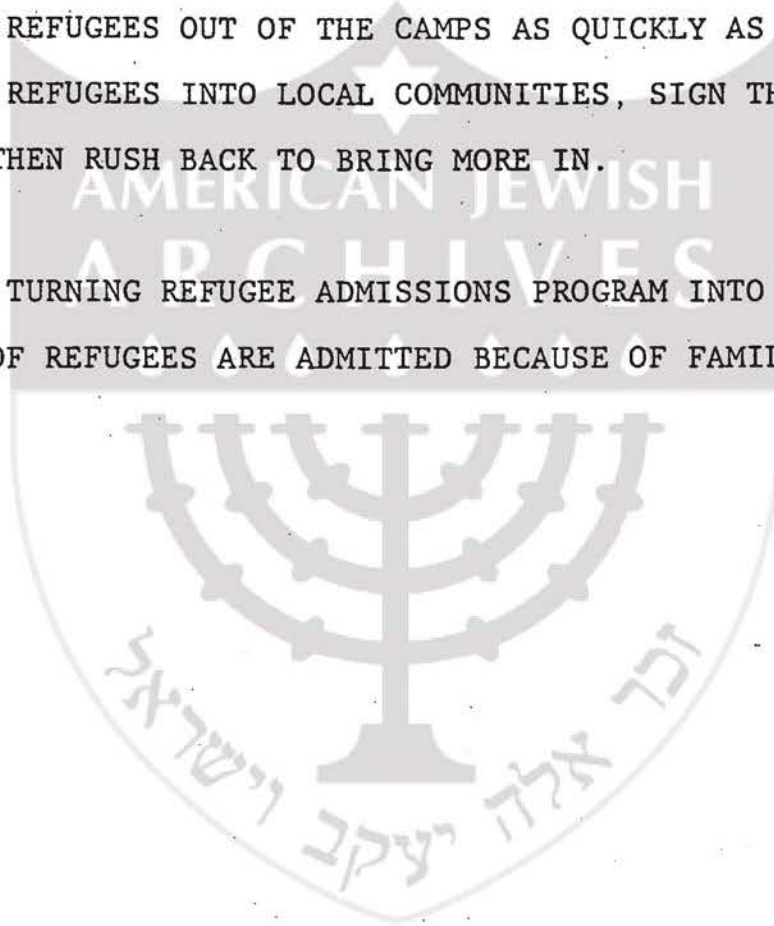 REFUGEES OUT OF THE CAMPS AS QUICKLY AS
REFUGEES INTO LOCAL COMMUNITIES, SIGN TH
THEN RUSH BACK TO BRING MORE IN.
AMERICAN JEWISH
ARCHIVES
TURNING REFUGEE ADMISSIONS PROGRAM INTO
OF REFUGEES ARE ADMITTED BECAUSE OF FAMIL
זכר אלה יעקב וישראל